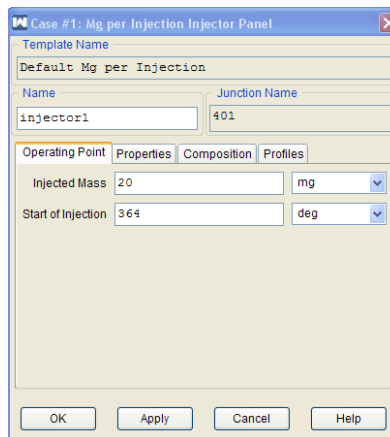 Case #1: Mg per Injection Injector Panel
Template Name
Default Mg per Injection
Name
Junction Name
injector1
401
Operating Point Properties Composition Profiles
Injected Mass 20 mg
Start of Injection 364 deg
OK Apply Cancel Help